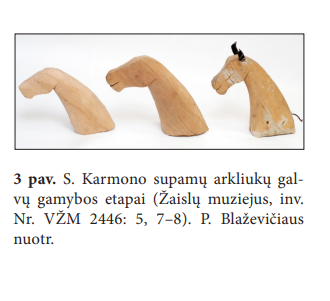 3 pav. S. Karmono supamų arkliukų gal-
vų gamybos etapai (Žaislų muziejus, inv.
Nr. VŽM 2446: 5, 7–8). P. Blaževičiaus
nuotr.